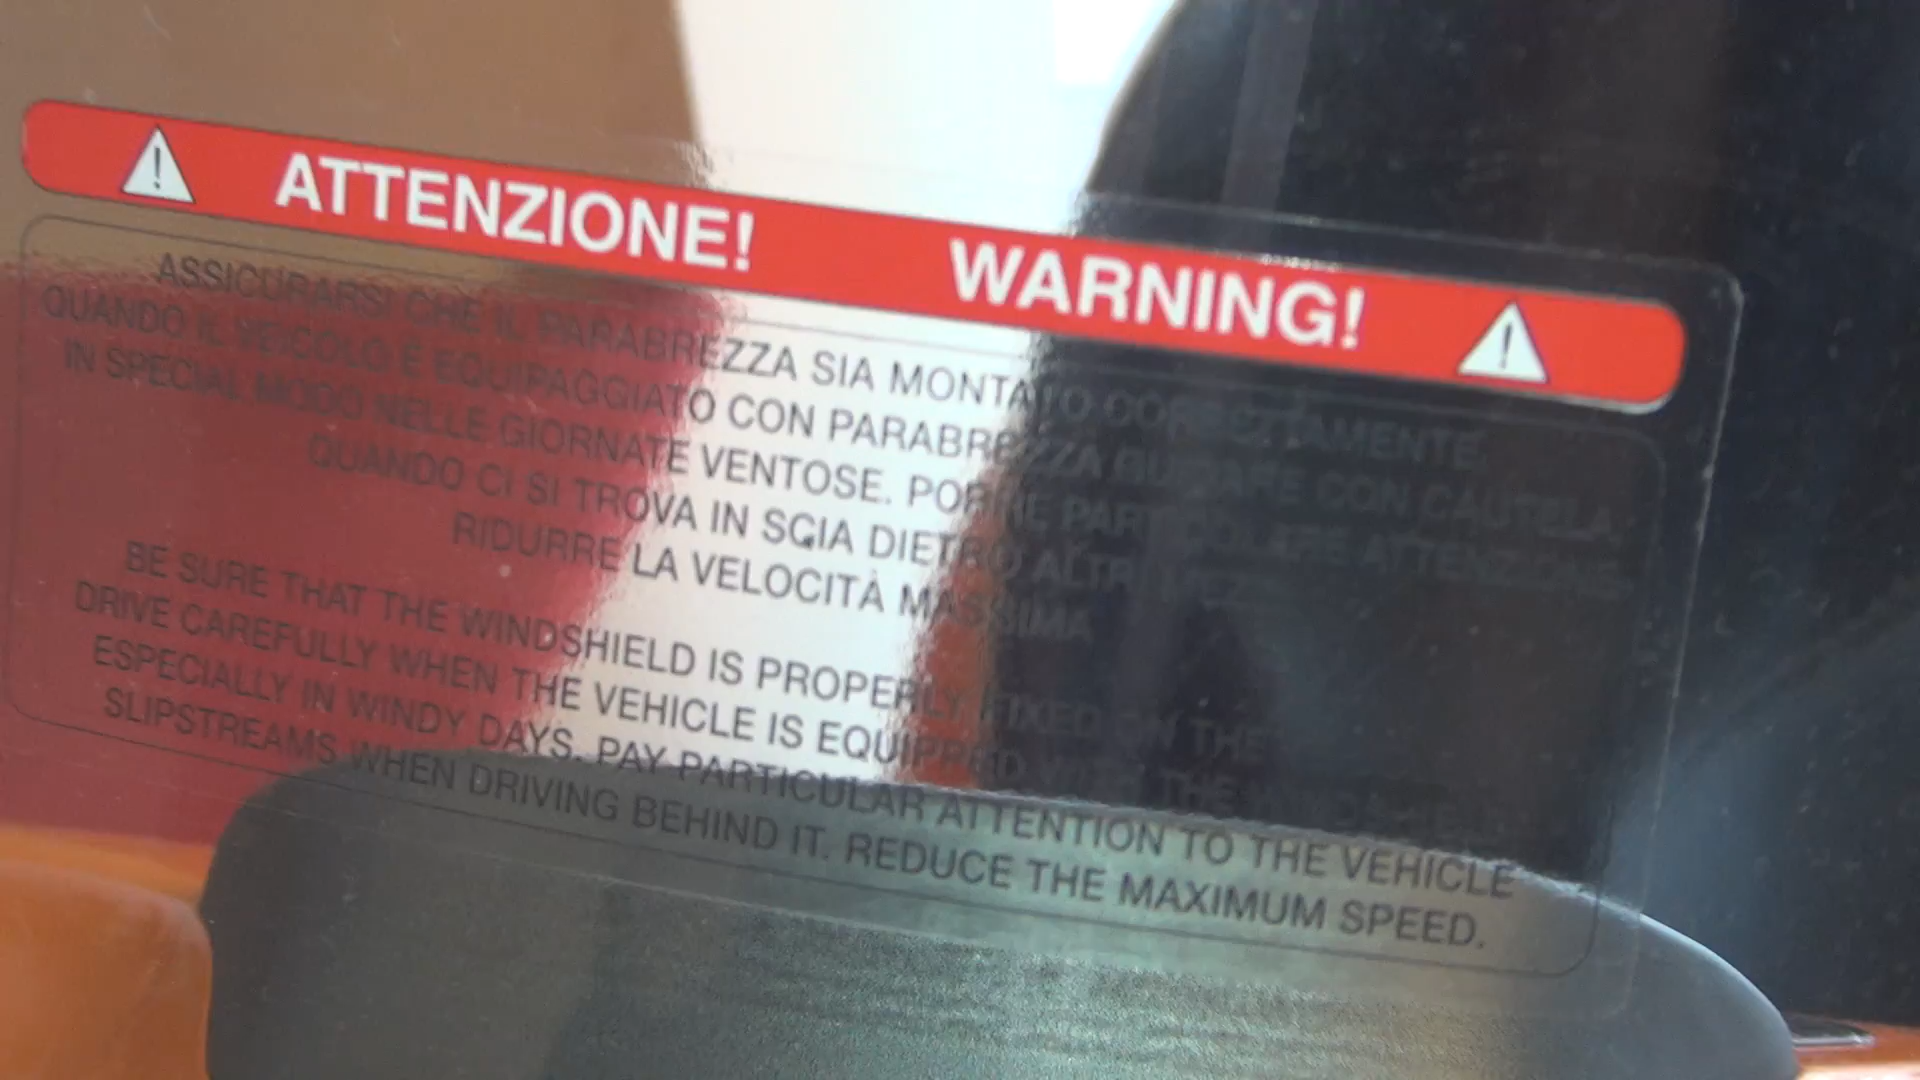 ATTENZIONE! WARNING!
ASSICURARSI CHE IL PARABREZZA SIA MONTATO CORRETTAMENTE.
QUANDO IL VEICOLO È EQUIPAGGIATO CON PARABREZZA GUIDARE CON CAUTELA,
IN SPECIAL MODO NELLE GIORNATE VENTOSE. PORRE PARTICOLARE ATTENZIONE
QUANDO CI SI TROVA IN SCIA DIETRO ALTRI
RIDURRE LA VELOCITÀ MASSIMA
BE SURE THAT THE WINDSHIELD IS PROPERLY FIXED THE
DRIVE CAREFULLY WHEN THE VEHICLE IS EQUIPPED WITH THE WINDSHIELD
ESPECIALLY IN WINDY DAYS. PAY PARTICULAR ATTENTION TO THE VEHICLE
SLIPSTREAMS WHEN DRIVING BEHIND IT. REDUCE THE MAXIMUM SPEED.